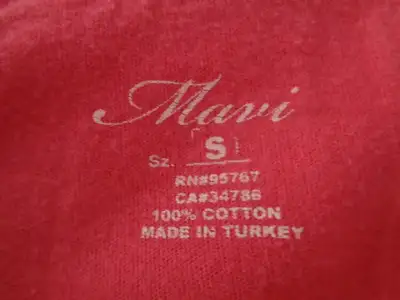 Mavi
Sz. S
RN#95767
CA#34786
100% COTTON
MADE IN TURKEY